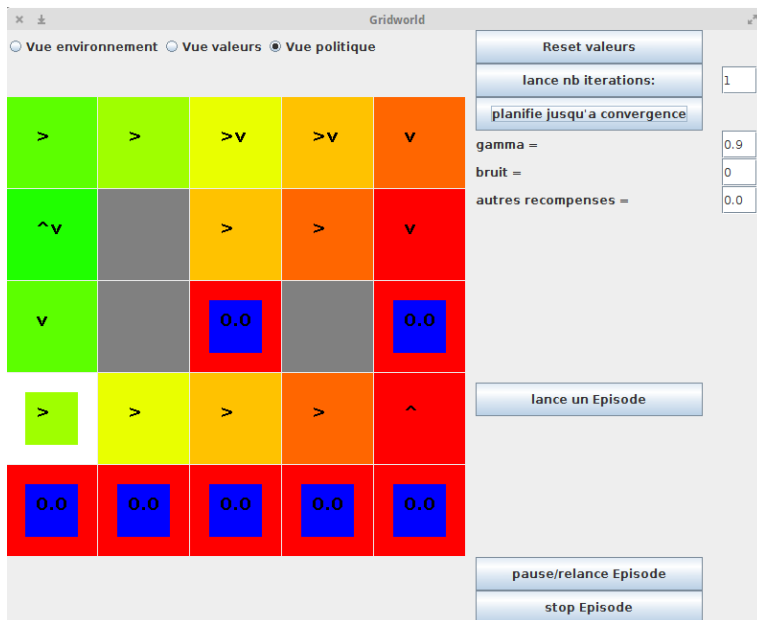 Gridworld
Vue environnement Vue valeurs Vue politique
Reset valeurs
lance nb iterations: 1
planifie jusqu'a convergence
gamma = 0.9
bruit = 0
autres recompenses = 0.0
> > >v >v v
^v > > v
v 0.0 0.0
> > > > ^
lance un Episode
0.0 0.0 0.0 0.0 0.0
pause/relance Episode
stop Episode